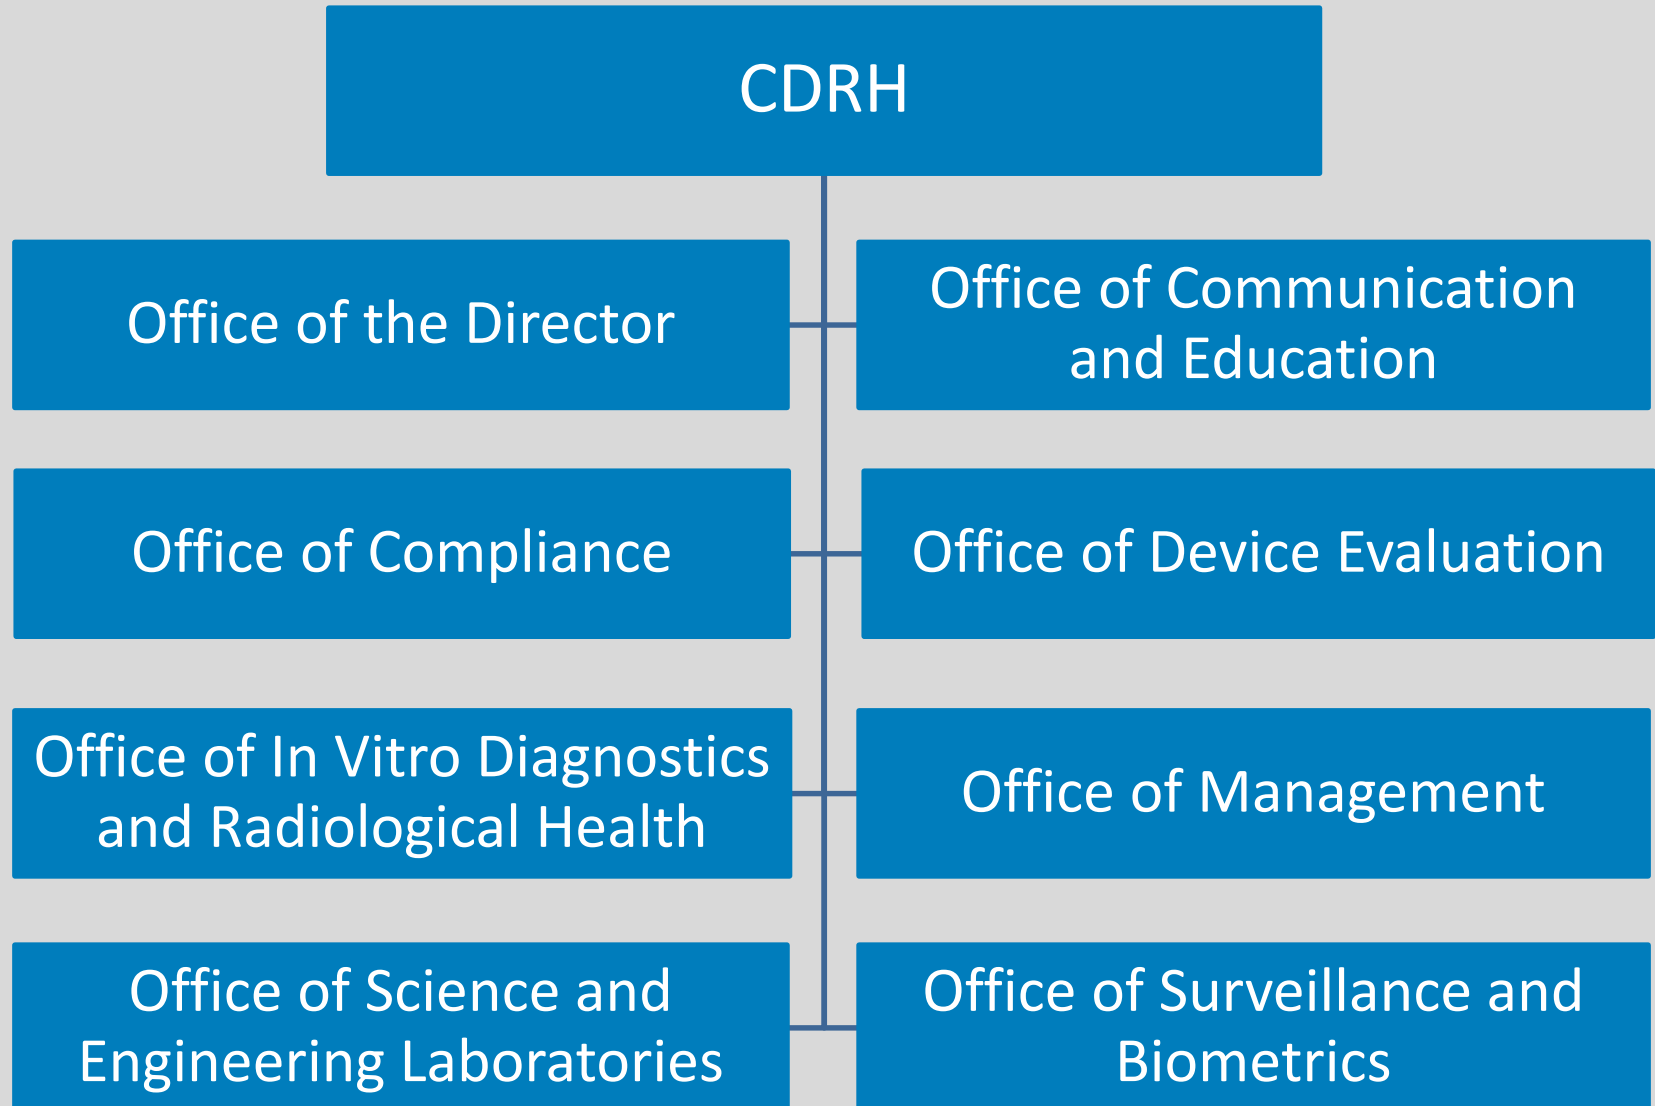 CDRH
Office of the Director
Office of Communication
and Education
Office of Compliance
Office of Device Evaluation
Office of In Vitro Diagnostics
and Radiological Health
Office of Management
Office of Science and
Engineering Laboratories
Office of Surveillance and
Biometrics